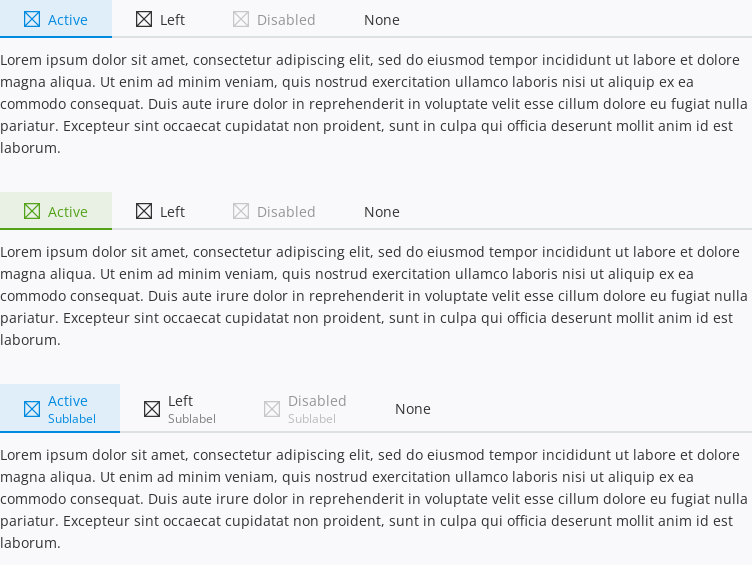 Active Left Disabled None
Lorem ipsum dolor sit amet, consectetur adipiscing elit, sed do eiusmod tempor incididunt ut labore et dolore
magna aliqua. Ut enim ad minim veniam, quis nostrud exercitation ullamco laboris nisi ut aliquip ex ea
commodo consequat. Duis aute irure dolor in reprehenderit in voluptate velit esse cillum dolore eu fugiat nulla
pariatur. Excepteur sint occaecat cupidatat non proident, sunt in culpa qui officia deserunt mollit anim id est
laborum.
Active Left Disabled None
Lorem ipsum dolor sit amet, consectetur adipiscing elit, sed do eiusmod tempor incididunt ut labore et dolore
magna aliqua. Ut enim ad minim veniam, quis nostrud exercitation ullamco laboris nisi ut aliquip ex ea
commodo consequat. Duis aute irure dolor in reprehenderit in voluptate velit esse cillum dolore eu fugiat nulla
pariatur. Excepteur sint occaecat cupidatat non proident, sunt in culpa qui officia deserunt mollit anim id est
laborum.
Active Left Disabled None
Sublabel Sublabel Sublabel
Lorem ipsum dolor sit amet, consectetur adipiscing elit, sed do eiusmod tempor incididunt ut labore et dolore
magna aliqua. Ut enim ad minim veniam, quis nostrud exercitation ullamco laboris nisi ut aliquip ex ea
commodo consequat. Duis aute irure dolor in reprehenderit in voluptate velit esse cillum dolore eu fugiat nulla
pariatur. Excepteur sint occaecat cupidatat non proident, sunt in culpa qui officia deserunt mollit anim id est
laborum.